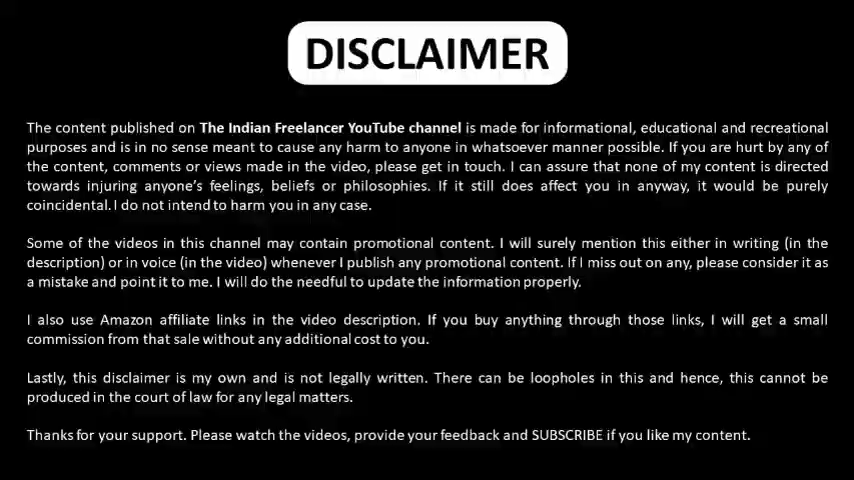 DISCLAIMER
The content published on The Indian Freelancer YouTube channel is made for informational, educational and recreational
purposes and is in no sense meant to cause any harm to anyone in whatsoever manner possible. If you are hurt by any of
the content, comments or views made in the video, please get in touch. I can assure that none of my content is directed
towards injuring anyone's feelings, beliefs or philosophies. If it still does affect you in anyway, it would be purely
coincidental. I do not intend to harm you in any case.
Some of the videos in this channel may contain promotional content. I will surely mention this either in writing (in the
description) or in voice (in the video) whenever I publish any promotional content. If I miss out on any, please consider it as
a mistake and point it to me. I will do the needful to update the information properly.
I also use Amazon affiliate links in the video description. If you buy anything through those links, I will get a small
commission from that sale without any additional cost to you.
Lastly, this disclaimer is my own and is not legally written. There can be loopholes in this and hence, this cannot be
produced in the court of law for any legal matters.
Thanks for your support. Please watch the videos, provide your feedback and SUBSCRIBE if you like my content.